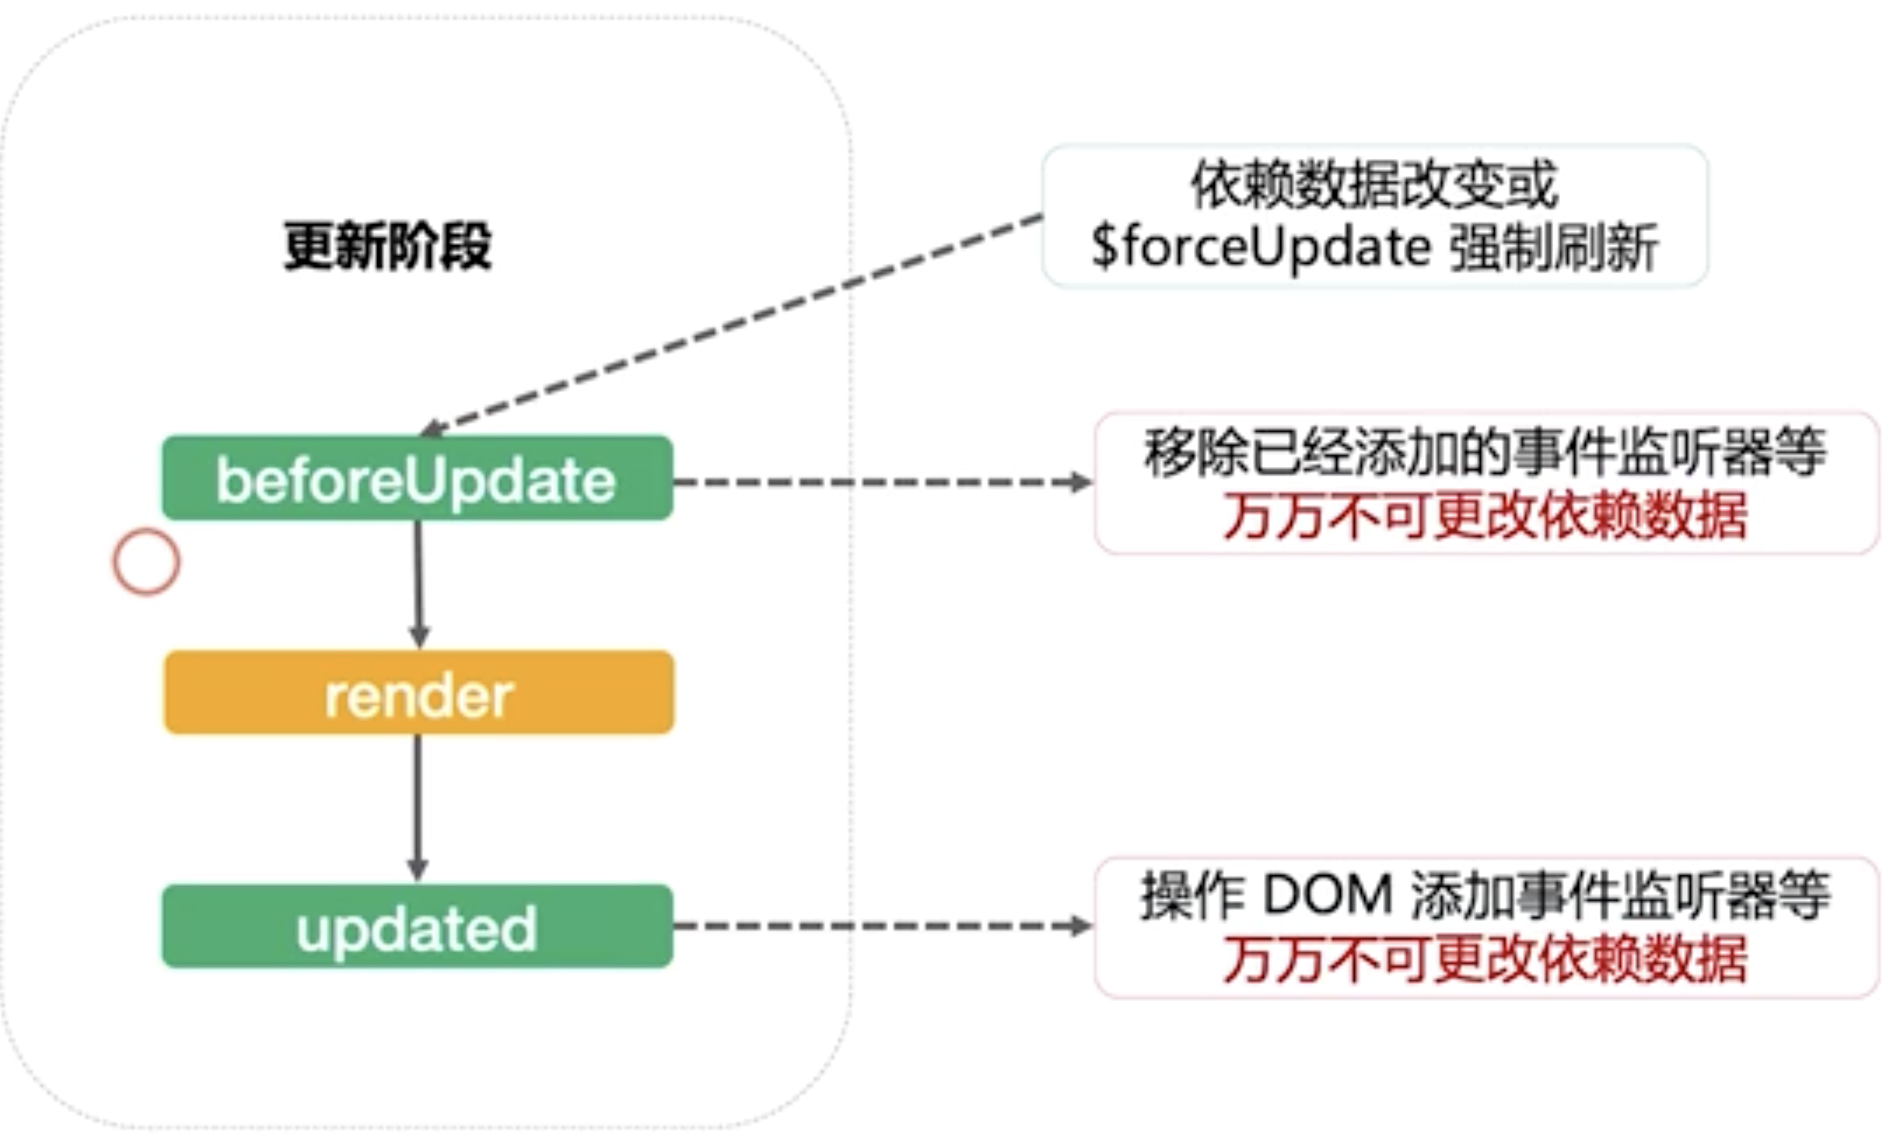 更新阶段
依赖数据改变或
$forceUpdate 强制刷新
beforeUpdate
移除已经添加的事件监听器等
万万不可更改依赖数据
render
updated
操作 DOM 添加事件监听器等
万万不可更改依赖数据